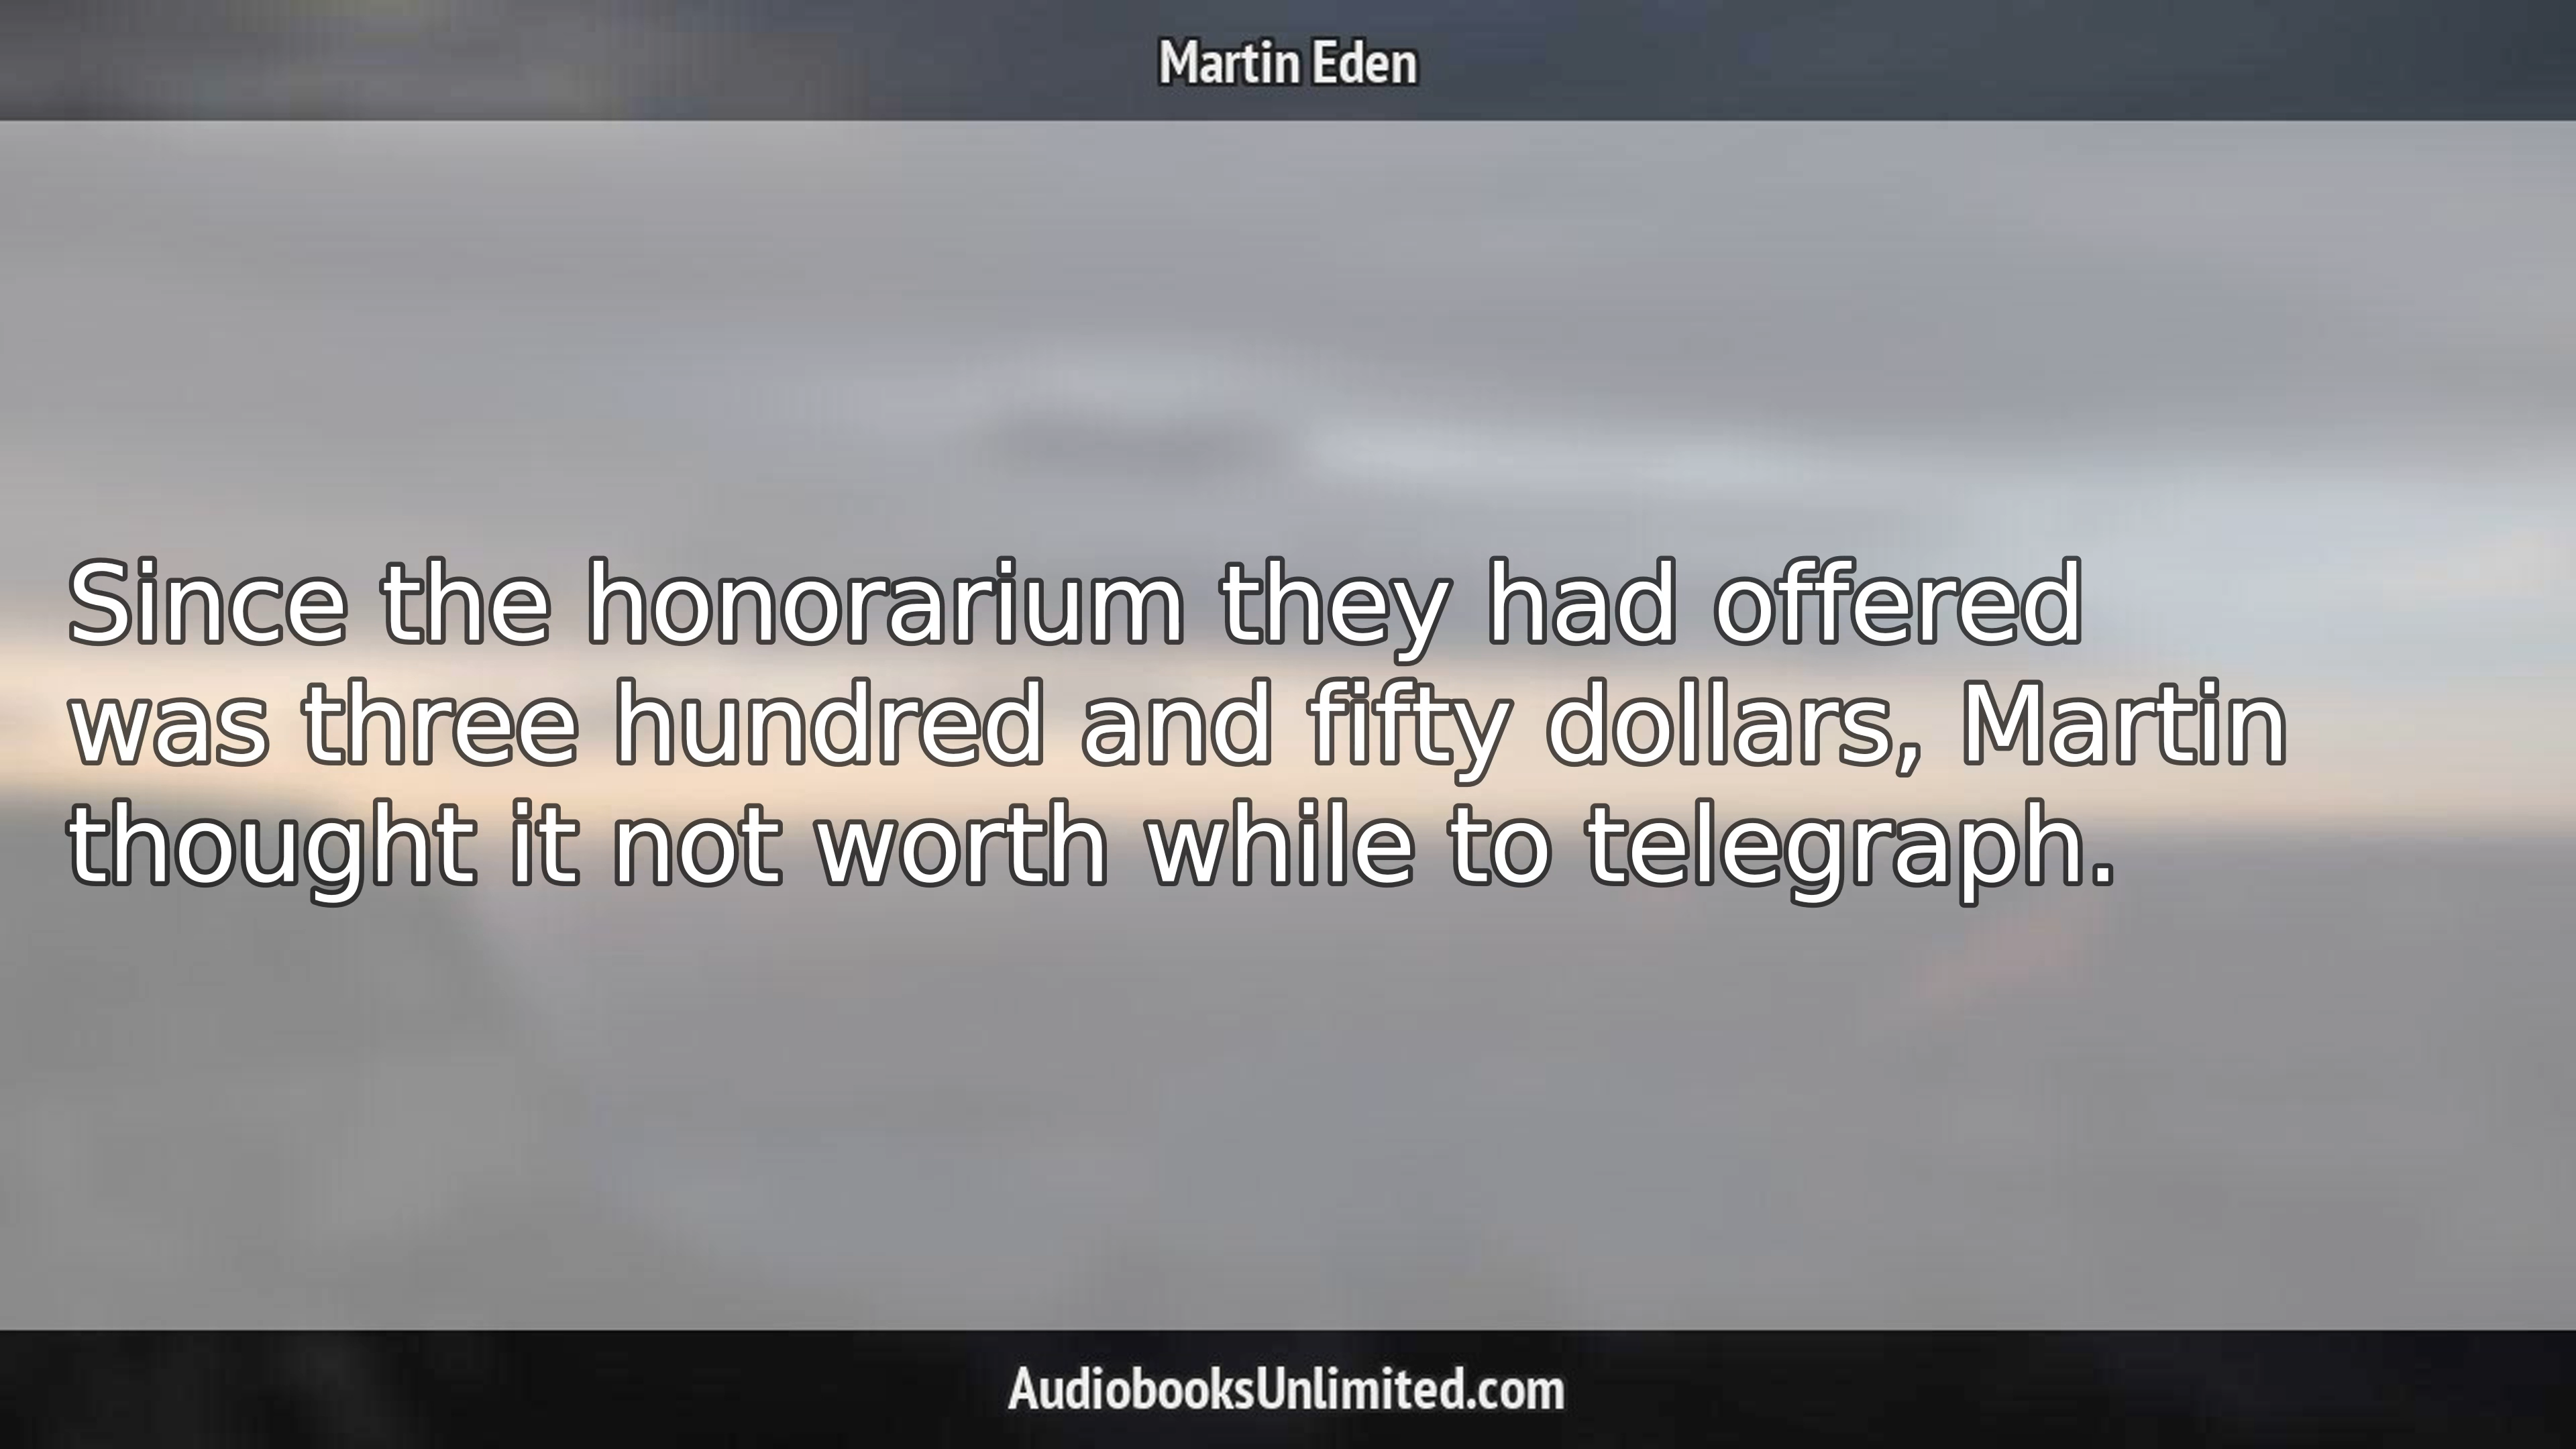 Martin Eden
Since the honorarium they had offered
was three hundred and fifty dollars, Martin
thought it not worth while to telegraph.
AudiobooksUnlimited.com